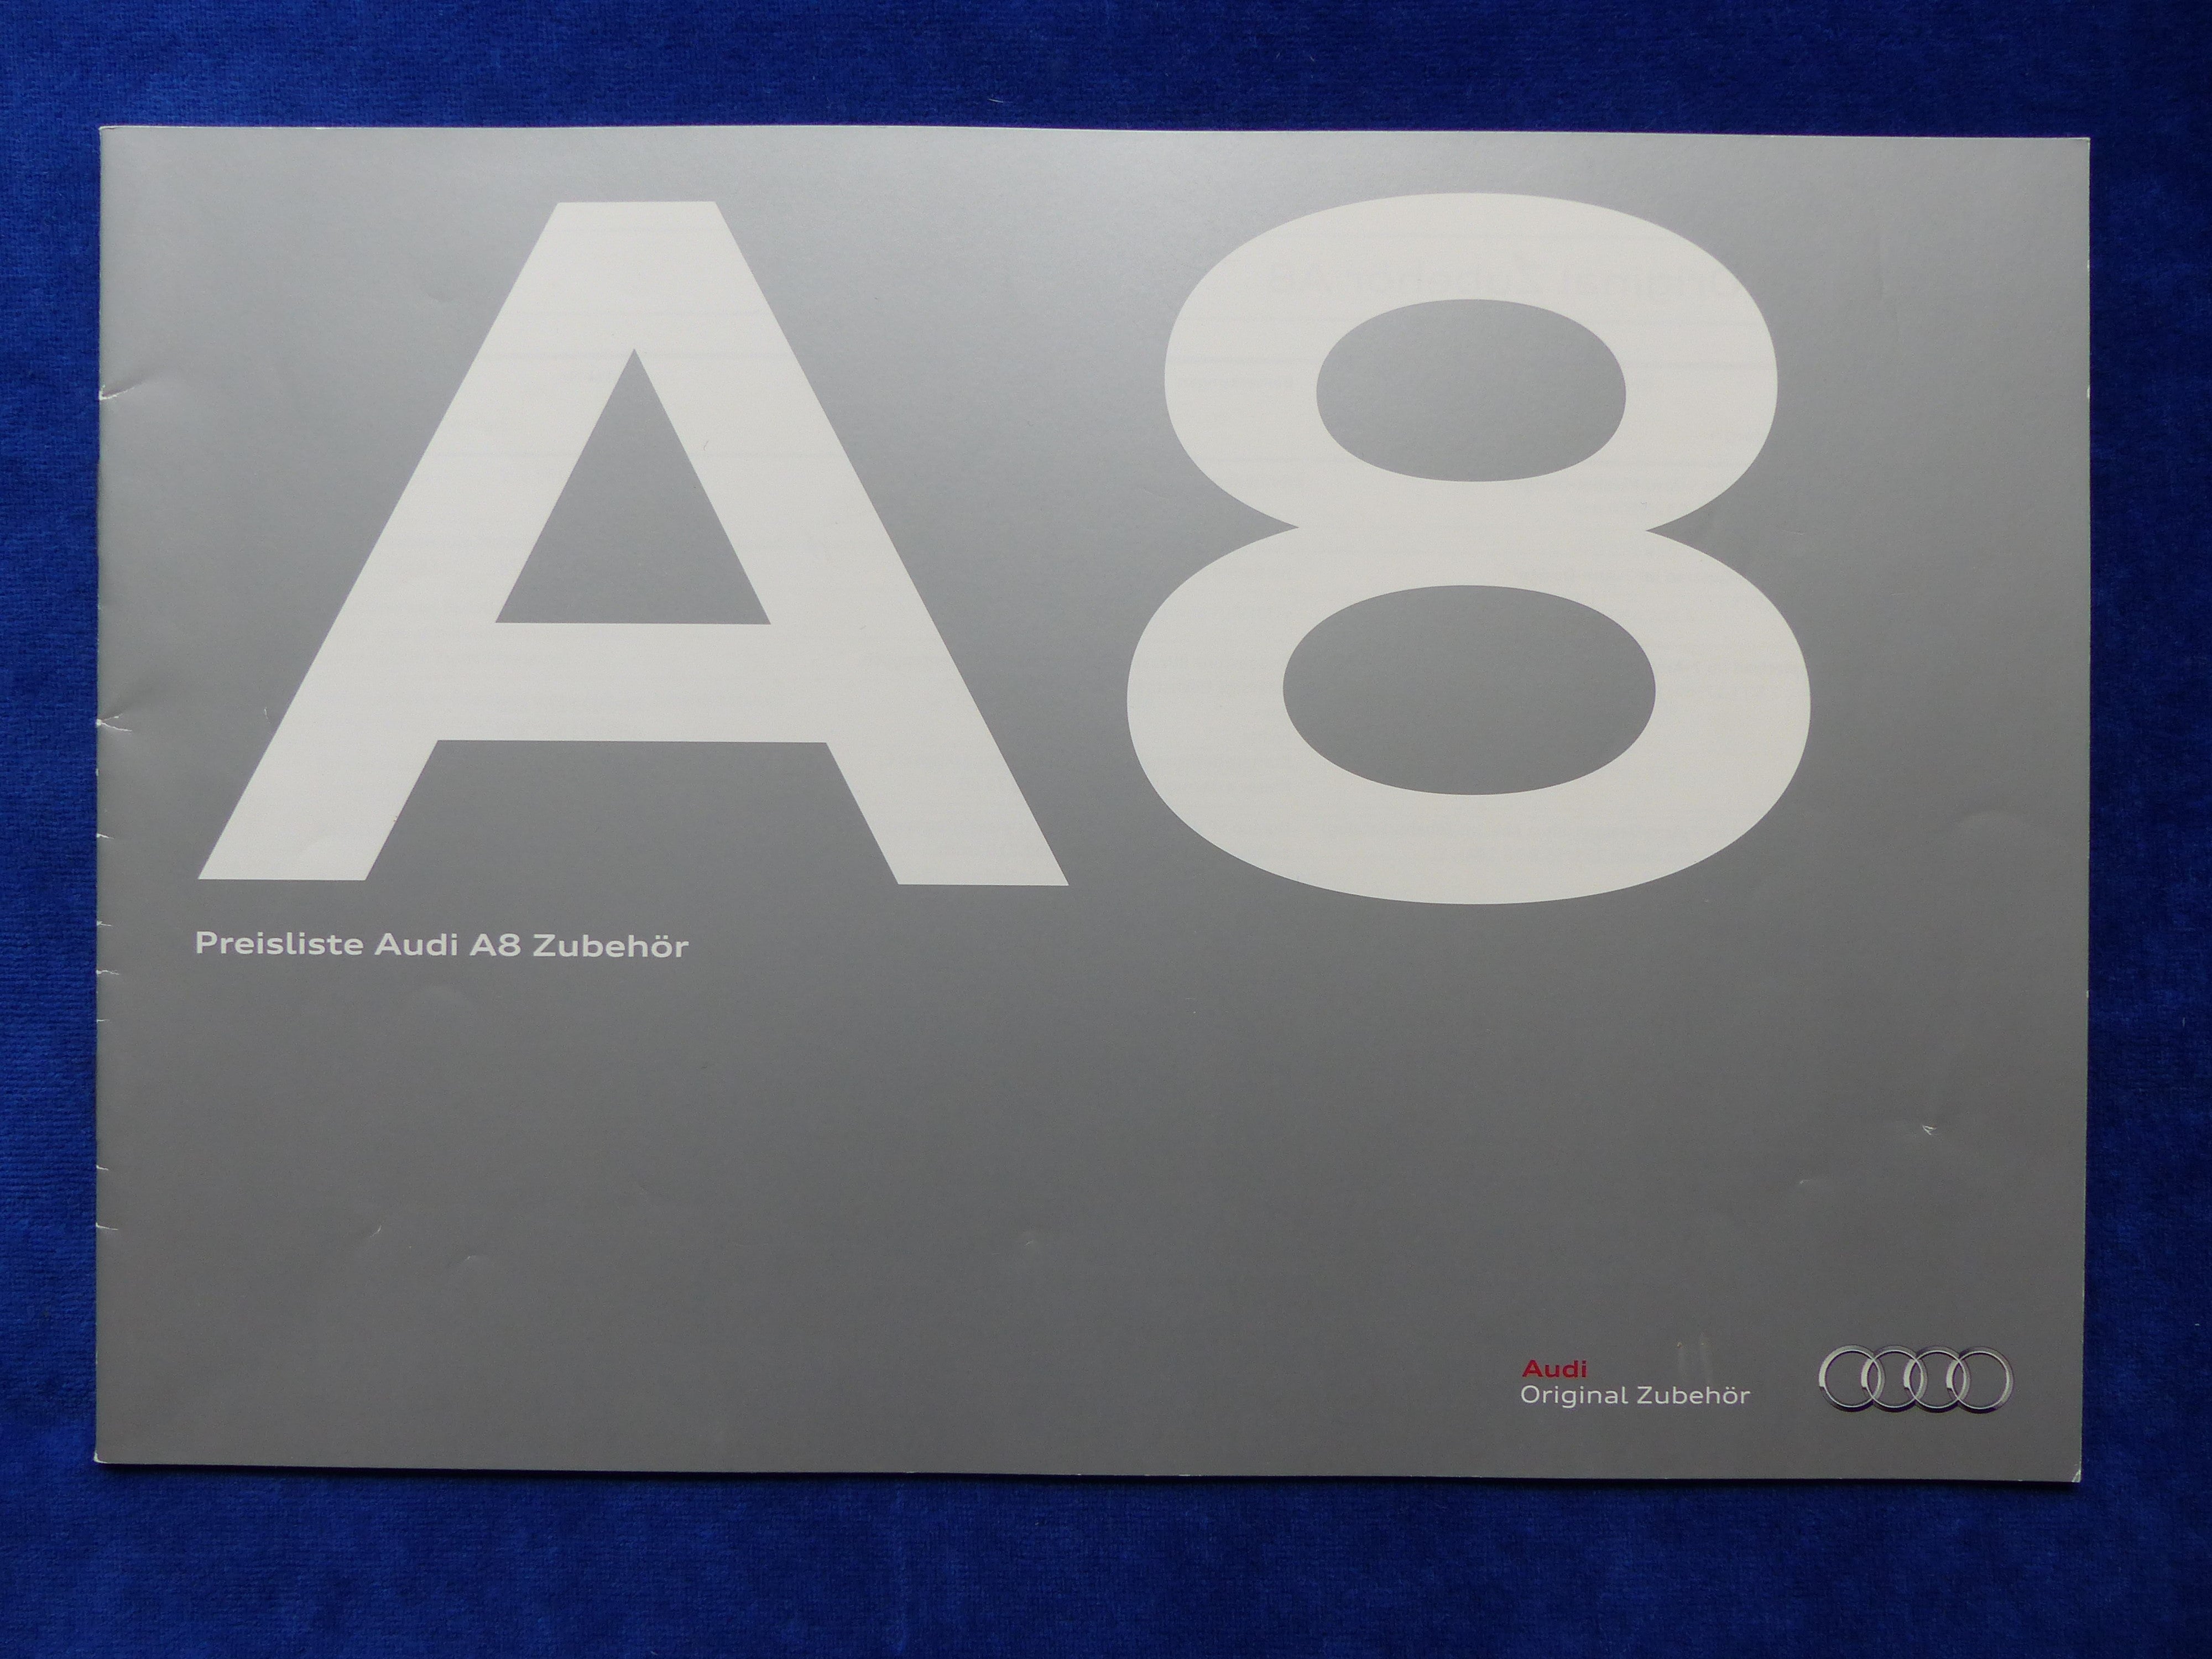 A8
Preisliste Audi A8 Zubehör
Audi
Original Zubehör